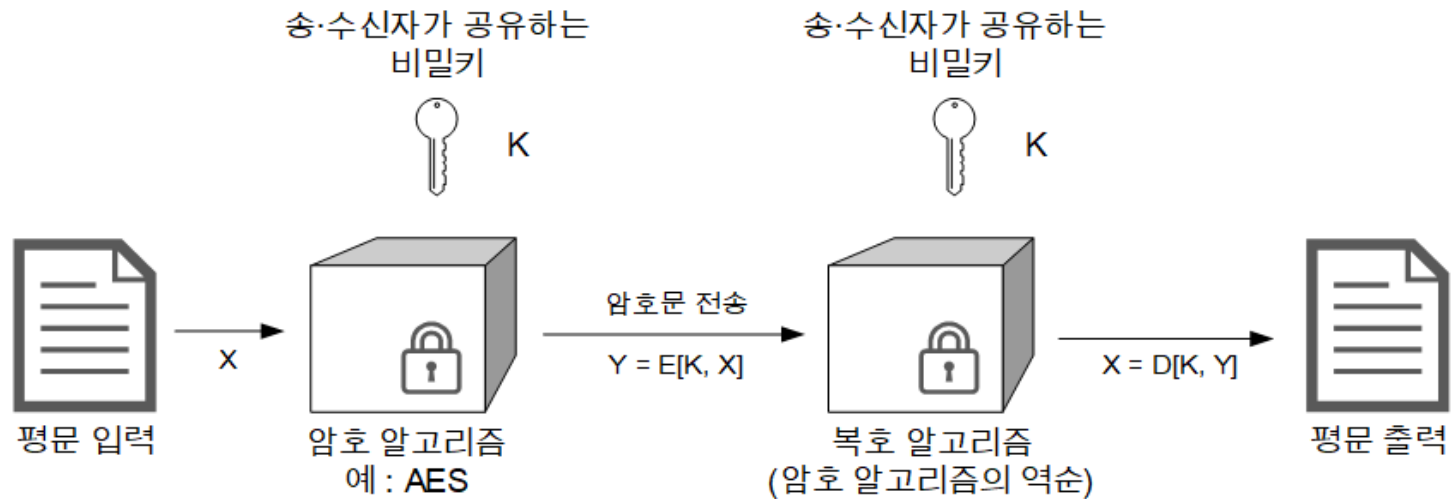 송·수신자가 공유하는
비밀키
송·수신자가 공유하는
비밀키
K
K
암호문 전송
X
Y = E[K, X]
X = D[K, Y]
평문 입력
암호 알고리즘
예 : AES
복호 알고리즘
(암호 알고리즘의 역순)
평문 출력